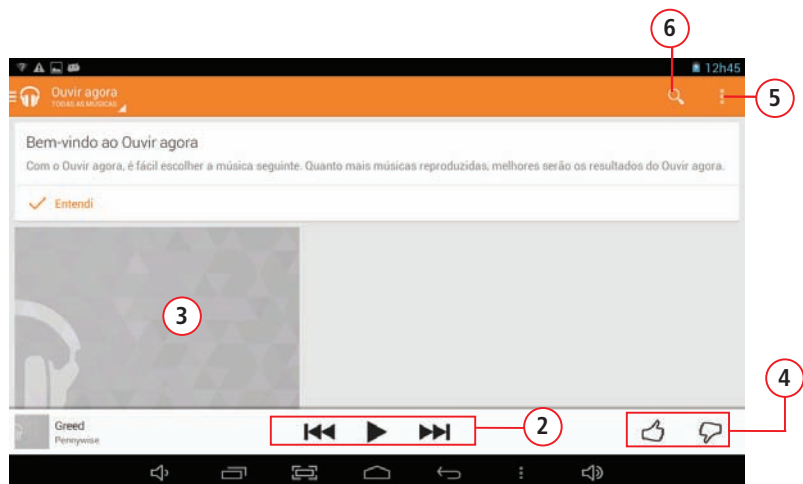 6
12h45
Ouvir agora
TODAS AS MÚSICAS
5
Bem-vindo ao Ouvir agora
Com o Ouvir agora, é fácil escolher a música seguinte. Quanto mais músicas reproduzidas, melhores serão os resultados do Ouvir agora.
Entendi
3
4
Greed
Pennywise
2